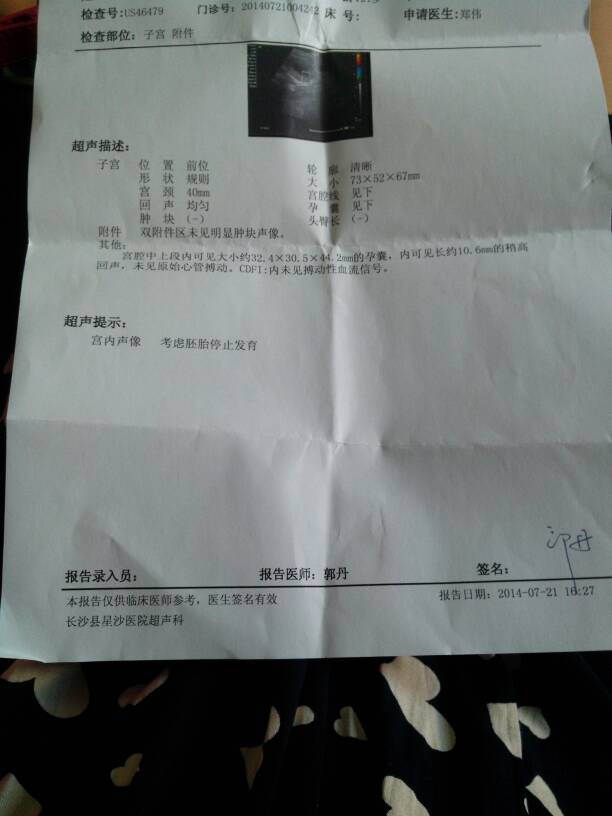 检查号:US46479 门诊号:20140721004242 床号: 申请医生:郑伟
检查部位: 子宫 附件
超声描述:
子宫 位置 前位 轮廓 清晰
形状 规则 大小 73×52×67mm
宫颈 40mm 宫腔线 见下
回声 均匀 孕囊 见下
肿块 (-) 头臀长 (-)
附件 双附件区未见明显肿块声像。
其他:
宫腔中上段内可见大小约32.4×30.5×44.2mm的孕囊,内可见长约10.6mm的稍高
回声,未见原始心管搏动。CDFI:内未见搏动性血流信号。
超声提示:
宫内声像 考虑胚胎停止发育
报告录入员: 报告医师: 郭丹 签名:
本报告仅供临床医师参考,医生签名有效 报告日期: 2014-07-21 16:27
长沙县星沙医院超声科